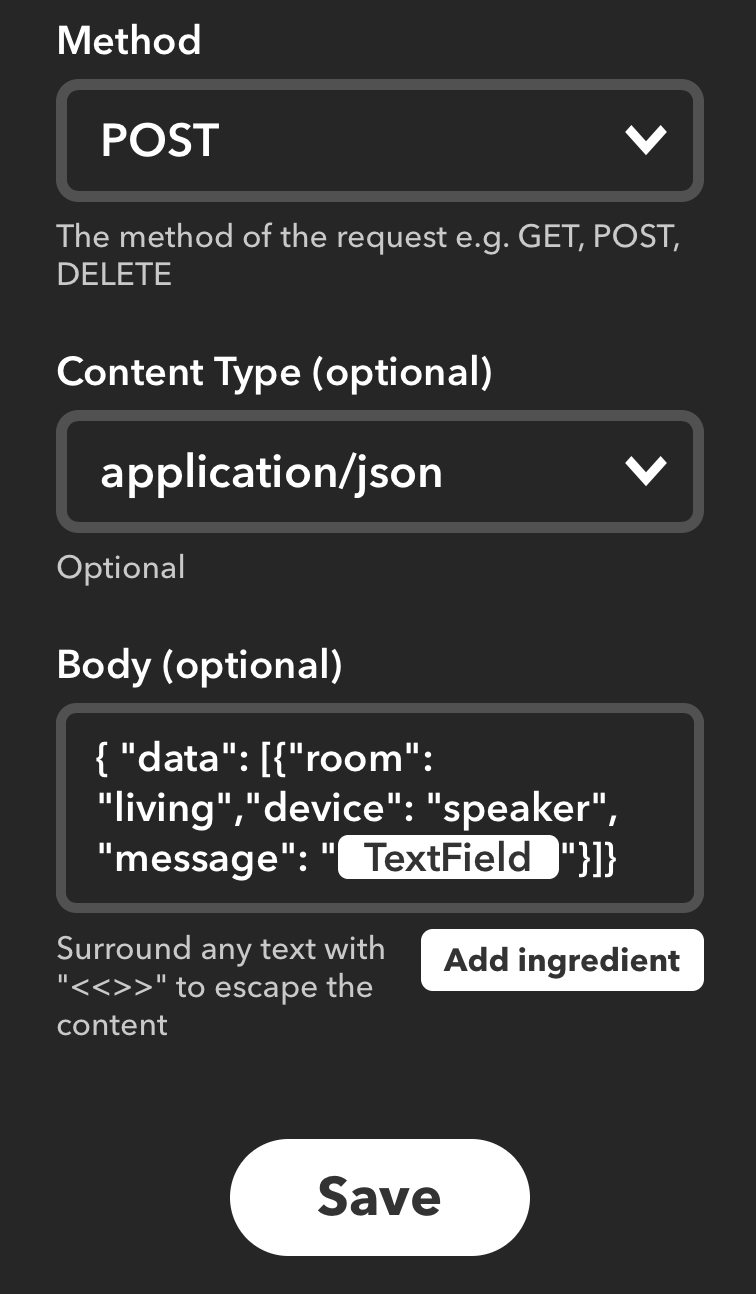 Method
POST
The method of the request e.g. GET, POST,
DELETE
Content Type (optional)
application/json
Optional
Body (optional)
{ "data": [{"room":
"living","device": "speaker",
"message": " TextField "}]}
Surround any text with
"<<>>" to escape the
content
Add ingredient
Save